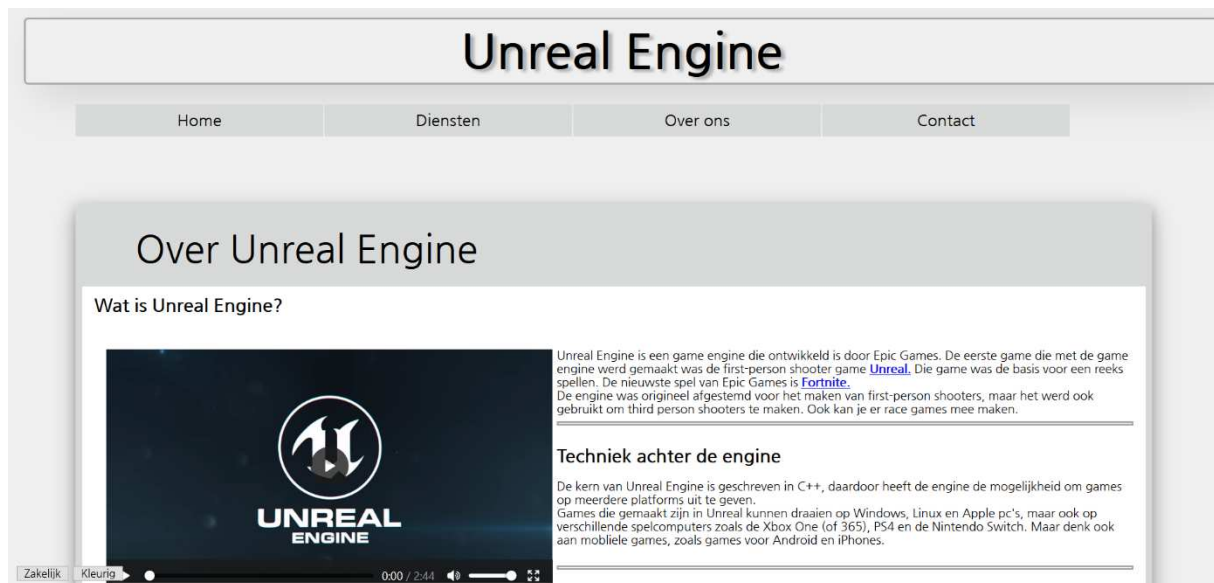 Unreal Engine
Home Diensten Over ons Contact
Over Unreal Engine
Wat is Unreal Engine?
UNREAL
ENGINE
0:00 / 2:44
Unreal Engine is een game engine die ontwikkeld is door Epic Games. De eerste game die met de game
engine werd gemaakt was de first-person shooter game Unreal. Die game was de basis voor een reeks
spellen. De nieuwste spel van Epic Games is Fortnite.
De engine was origineel afgestemd voor het maken van first-person shooters, maar het werd ook
gebruikt om third person shooters te maken. Ook kan je er race games mee maken.
Techniek achter de engine
De kern van Unreal Engine is geschreven in C++, daardoor heeft de engine de mogelijkheid om games
op meerdere platforms uit te geven.
Games die gemaakt zijn in Unreal kunnen draaien op Windows, Linux en Apple pc's, maar ook op
verschillende spelcomputers zoals de Xbox One (of 365), PS4 en de Nintendo Switch. Maar denk ook
aan mobliele games, zoals games voor Android en iPhones.
Zakelijk Kleurig